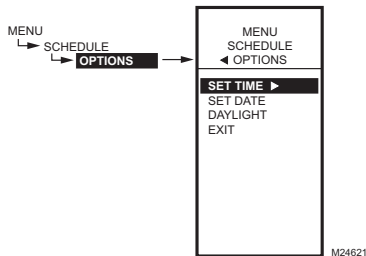 MENU
SCHEDULE
OPTIONS
MENU
SCHEDULE
◄ OPTIONS
SET TIME ►
SET DATE
DAYLIGHT
EXIT
M24621